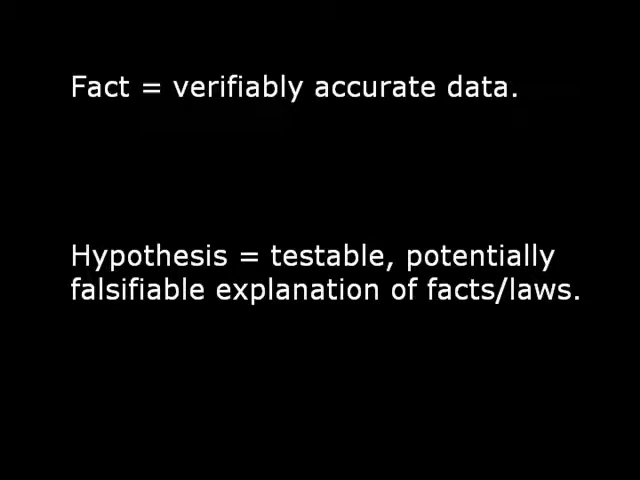 Fact = verifiably accurate data.
Hypothesis = testable, potentially
falsifiable explanation of facts/laws.